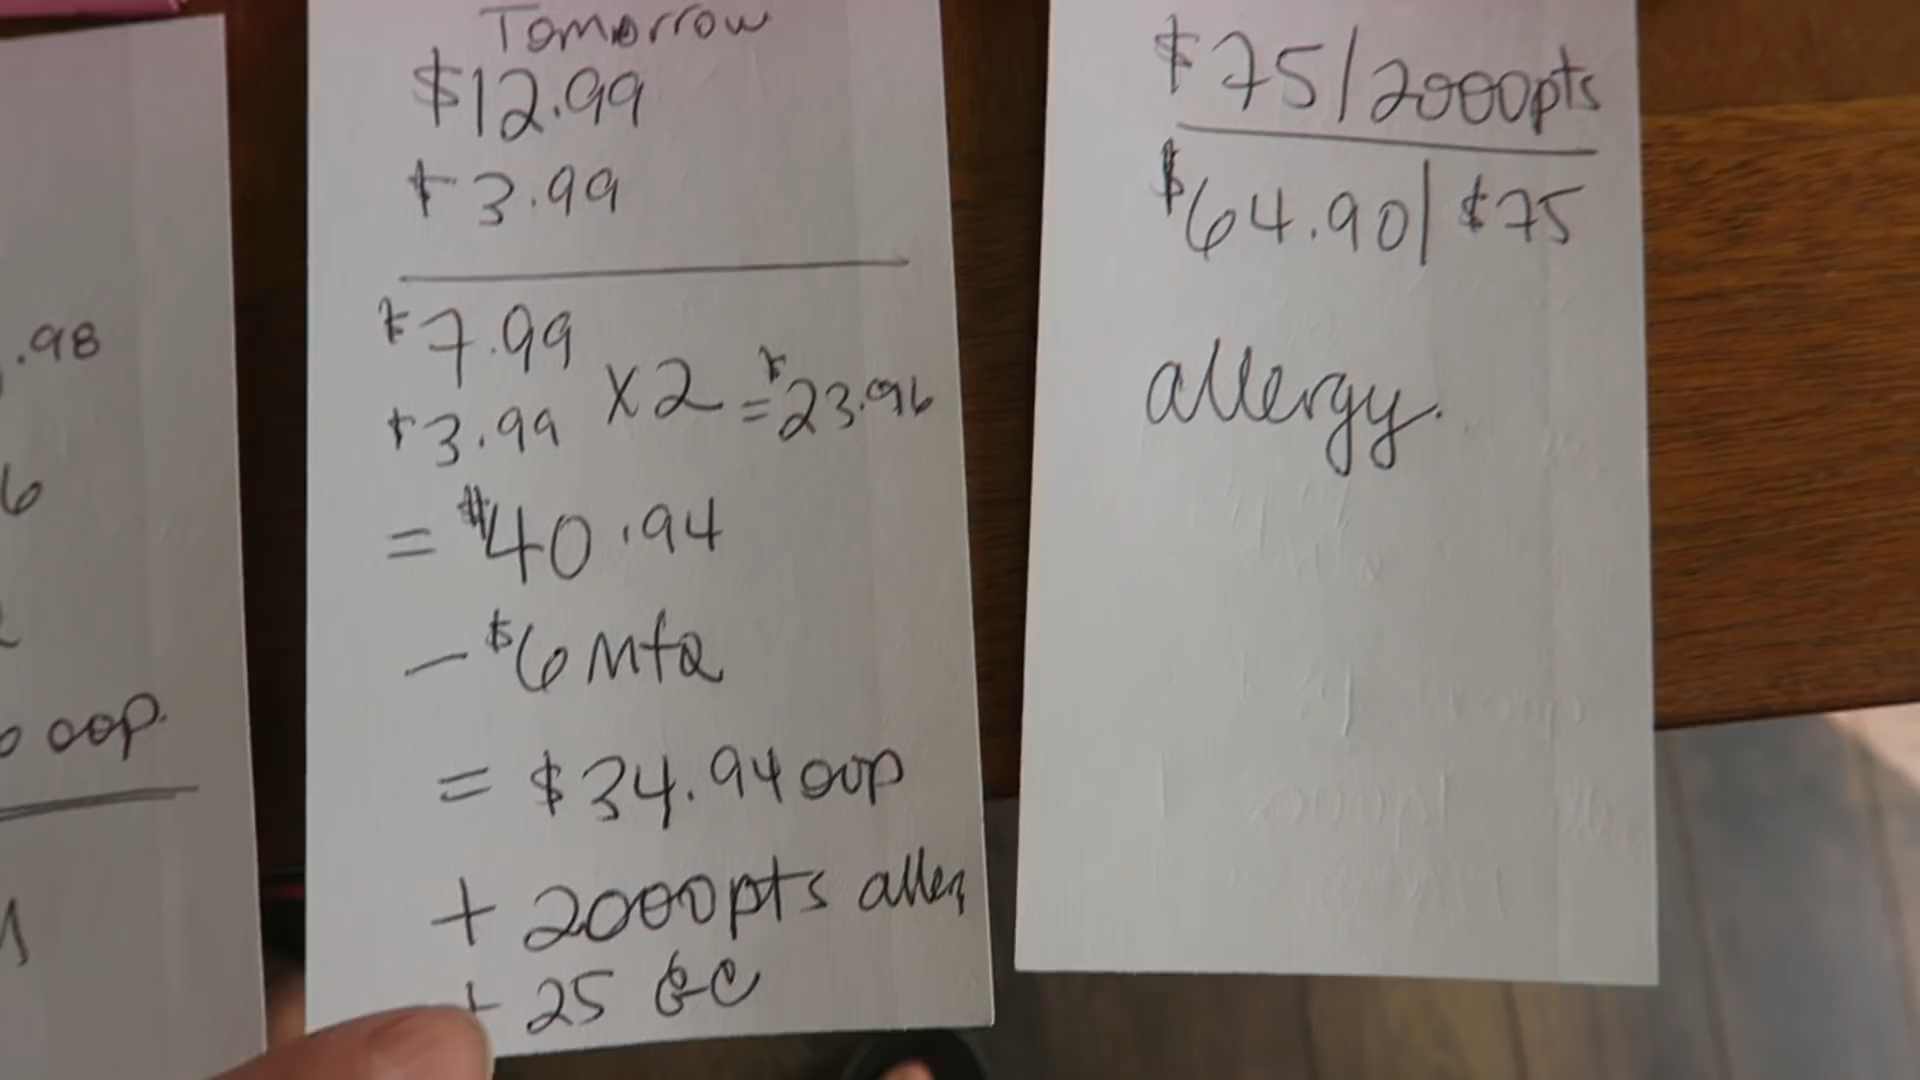 .98
6
oop.
Tomorrow
$12.99
+ 3.99
$7.99
$3.99 x2 = $23.96
= $40.94
- $6 MfQ
= $34.94 oop
+ 2000pts
+ 25 GC
$75/2000pts
$64.90/$75
allergy.